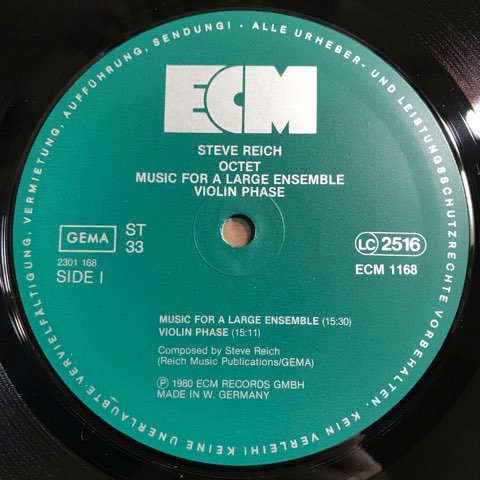 ALLE URHEBER- UND LEISTUNGSSCHUTZRECHTE VORBEHALTEN. KEIN VERLEIH! KEINE UNERLAUBTE VERVIELFÄLTIGUNG, VERMIETUNG, AUFFÜHRUNG, SENDUNG! ·
ECM
STEVE REICH
OCTET
MUSIC FOR A LARGE ENSEMBLE
VIOLIN PHASE
GEMA
ST
33
2301 168
SIDE I
LC 2516
ECM 1168
MUSIC FOR A LARGE ENSEMBLE (15:30)
VIOLIN PHASE (15:11)
Composed by Steve Reich
(Reich Music Publications/GEMA)
Ⓟ 1980 ECM RECORDS GMBH
MADE IN W. GERMANY